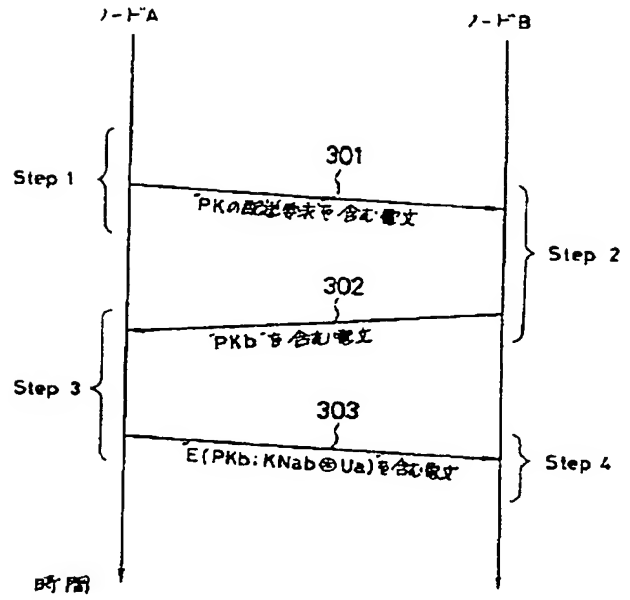 ノードA
ノードB
Step 1
301
"PKの配送要求"を含む電文
Step 2
302
"PKb"を含む電文
Step 3
303
"E(PKb:KNab⊕Ua)"を含む電文
Step 4
時間